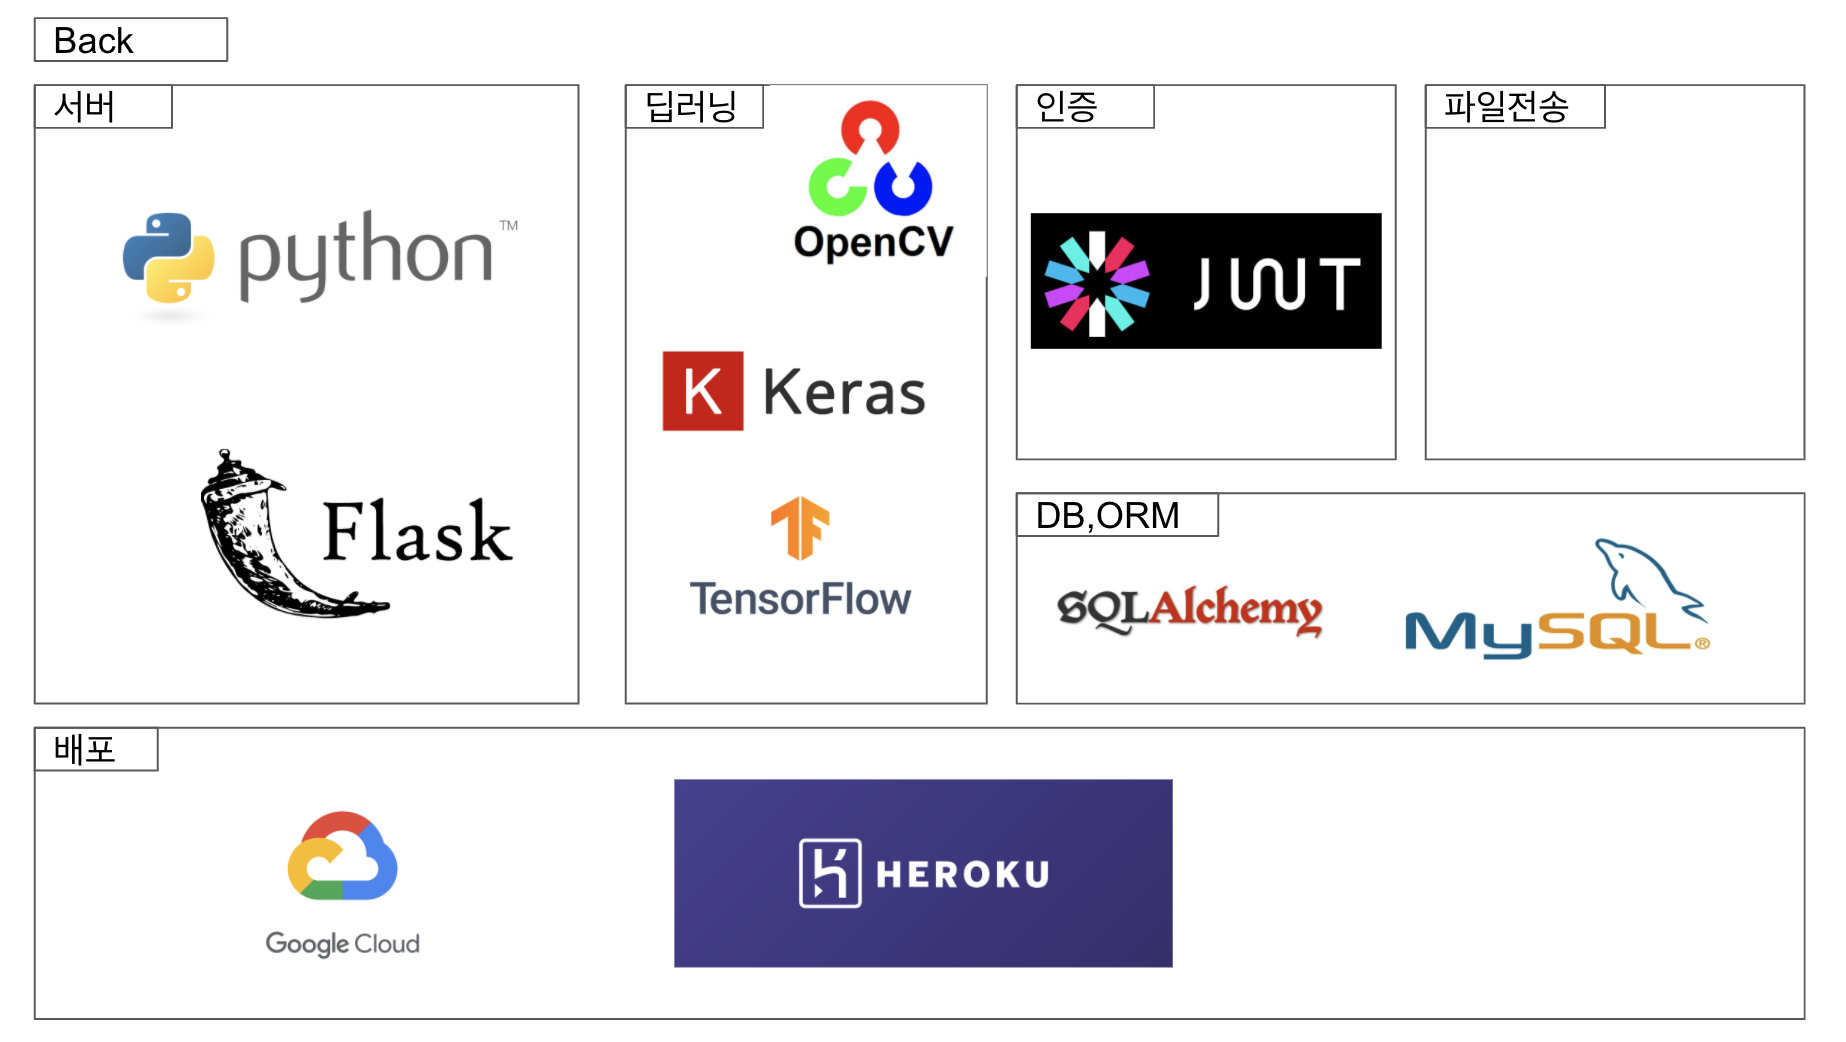 Back
서버
python™
Flask
딥러닝
OpenCV
K Keras
TensorFlow
인증
JWT
파일전송
DB,ORM
SQLAlchemy
MySQL®
배포
Google Cloud
HEROKU